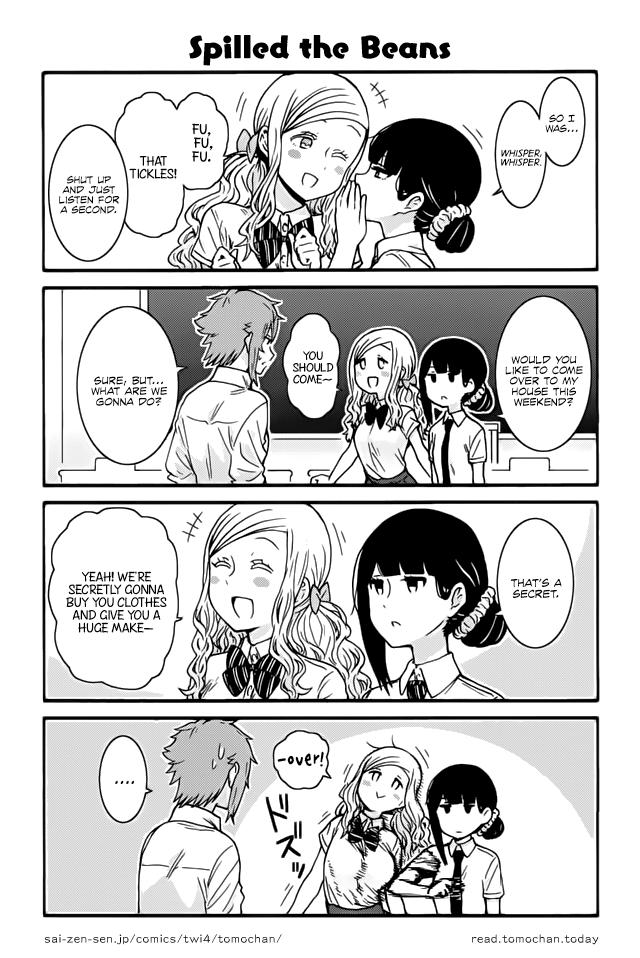 Spilled the Beans
SO I
WAS...
WHISPER,
WHISPER.
FU,
FU,
FU.
THAT
TICKLES!
SHUT UP
AND JUST
LISTEN FOR
A SECOND.
WOULD YOU
LIKE TO COME
OVER TO MY
HOUSE THIS
WEEKEND?
YOU
SHOULD
COME~
SURE, BUT...
WHAT ARE WE
GONNA DO?
THAT'S A
SECRET.
YEAH! WE'RE
SECRETLY GONNA
BUY YOU CLOTHES
AND GIVE YOU A
HUGE MAKE—
-over!
ドズッ
....
sai-zen-sen.jp/comics/twi4/tomochan/
read.tomochan.today